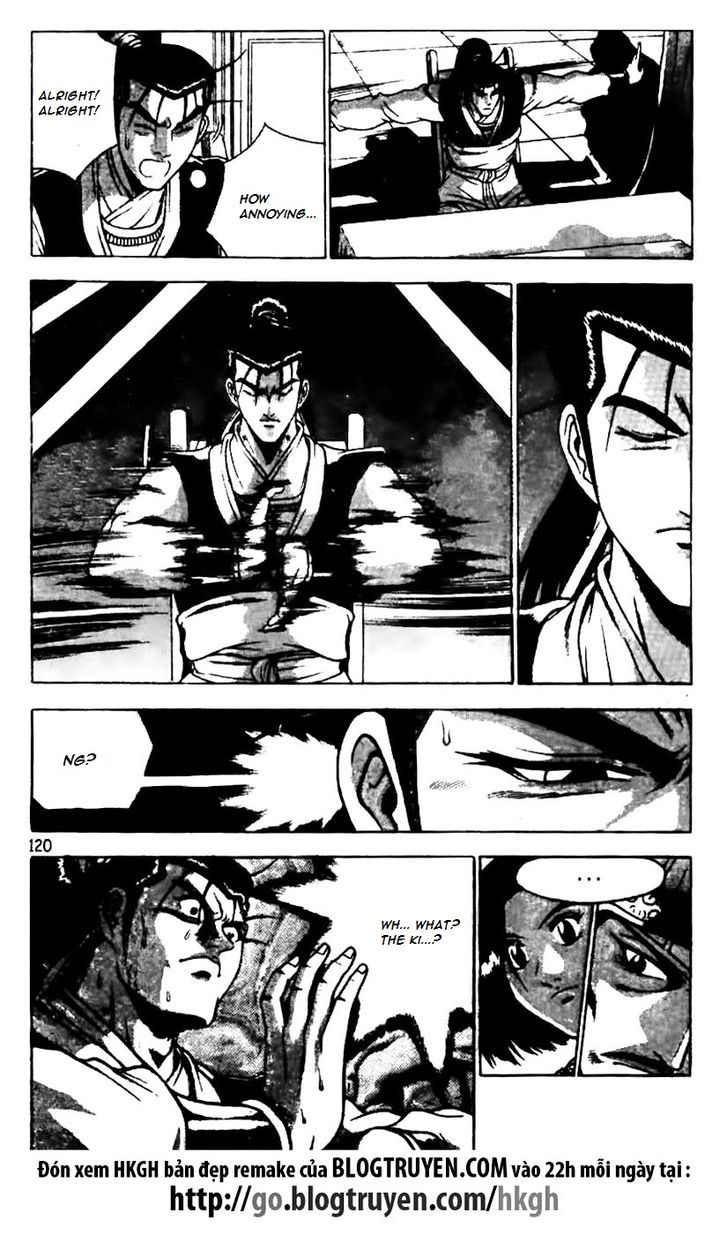 ALRIGHT!
ALRIGHT!
HOW
ANNOYING...
NG?
120
WH... WHAT?
THE KI...?
...
Đón xem HKGH bản đẹp remake của BLOGTRUYEN.COM vào 22h mỗi ngày tại :
http://go.blogtruyen.com/hkgh